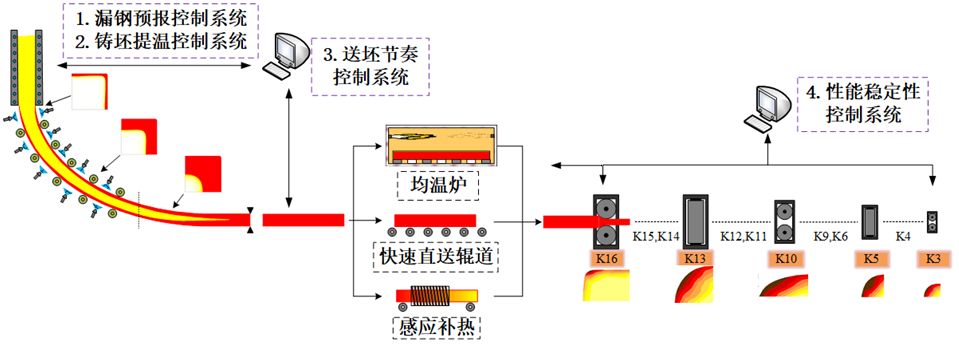 1. 漏钢预报控制系统
2. 铸坯提温控制系统
3. 送坯节奏
控制系统
4. 性能稳定性
控制系统
均温炉
快速直送辊道
感应补热
K15,K14
K12,K11
K9,K6
K4
K16
K13
K10
K5
K3